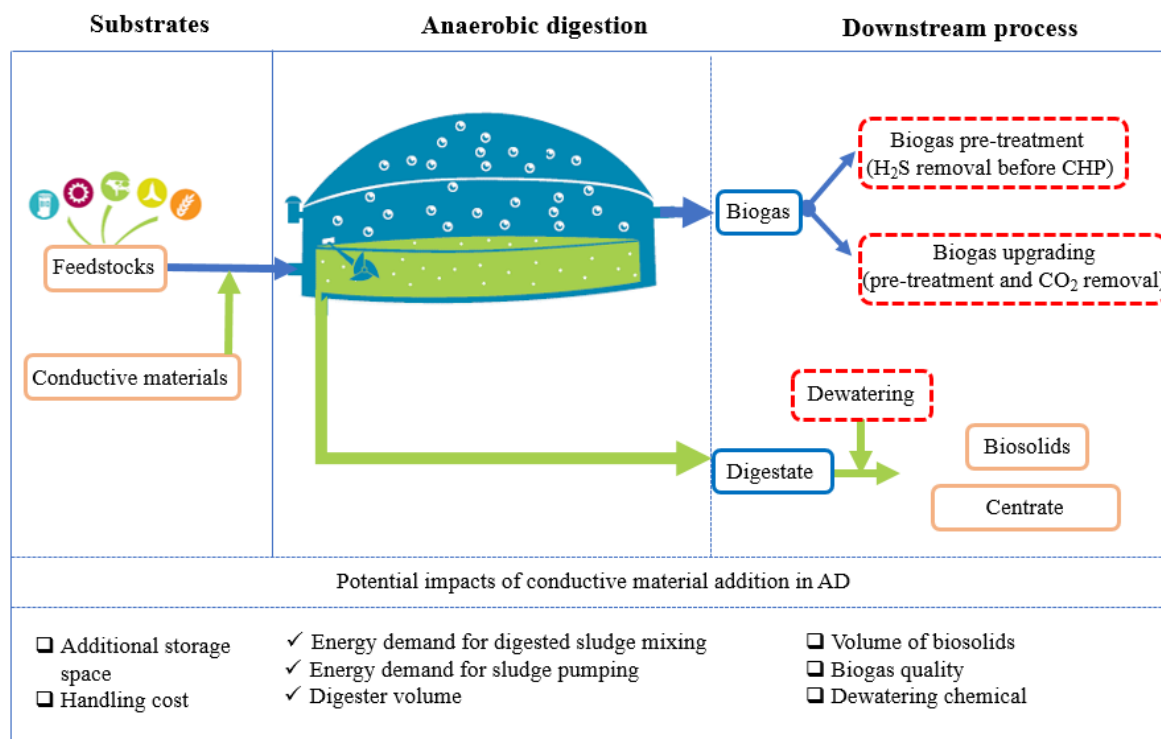 Substrates
Anaerobic digestion
Downstream process
Biogas pre-treatment
(H₂S removal before CHP)
Biogas
Biogas upgrading
(pre-treatment and CO₂ removal)
Feedstocks
Conductive materials
Dewatering
Digestate
Biosolids
Centrate
Potential impacts of conductive material addition in AD
❑ Additional storage
space
❑ Handling cost
✓ Energy demand for digested sludge mixing
✓ Energy demand for sludge pumping
✓ Digester volume
❑ Volume of biosolids
❑ Biogas quality
❑ Dewatering chemical